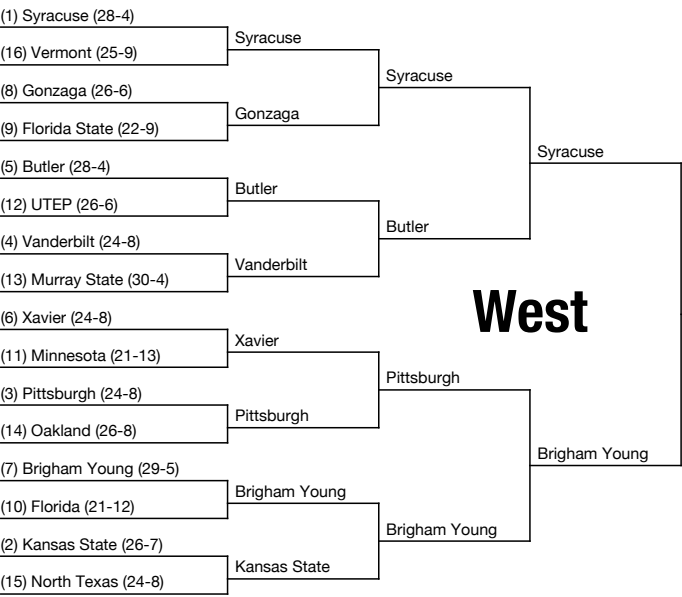 (1) Syracuse (28-4)
(16) Vermont (25-9)
(8) Gonzaga (26-6)
(9) Florida State (22-9)
(5) Butler (28-4)
(12) UTEP (26-6)
(4) Vanderbilt (24-8)
(13) Murray State (30-4)
(6) Xavier (24-8)
(11) Minnesota (21-13)
(3) Pittsburgh (24-8)
(14) Oakland (26-8)
(7) Brigham Young (29-5)
(10) Florida (21-12)
(2) Kansas State (26-7)
(15) North Texas (24-8)
Syracuse
Gonzaga
Butler
Vanderbilt
Xavier
Pittsburgh
Brigham Young
Kansas State
Syracuse
Butler
Pittsburgh
Brigham Young
Syracuse
Brigham Young
West